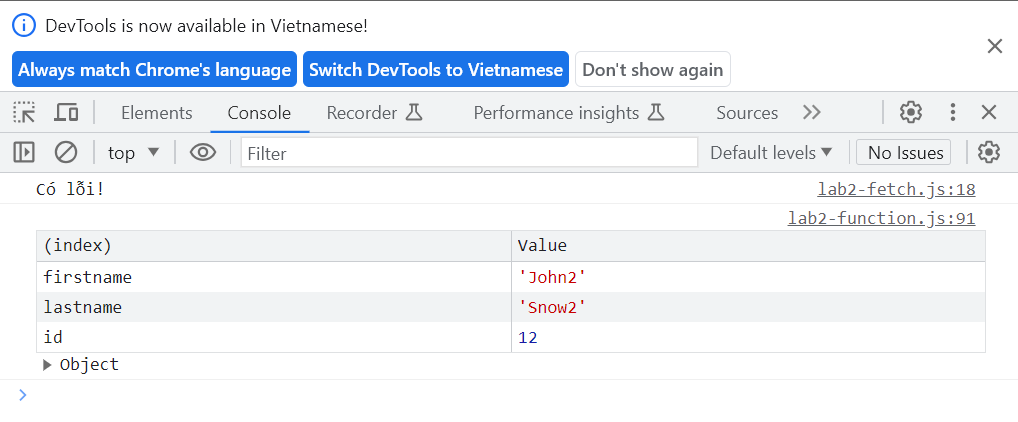 DevTools is now available in Vietnamese!
Always match Chrome's language Switch DevTools to Vietnamese Don't show again
Elements Console Recorder Performance insights Sources
top Filter Default levels No Issues
Có lỗi! lab2-fetch.js:18
lab2-function.js:91
(index) Value
firstname 'John2'
lastname 'Snow2'
id 12
Object